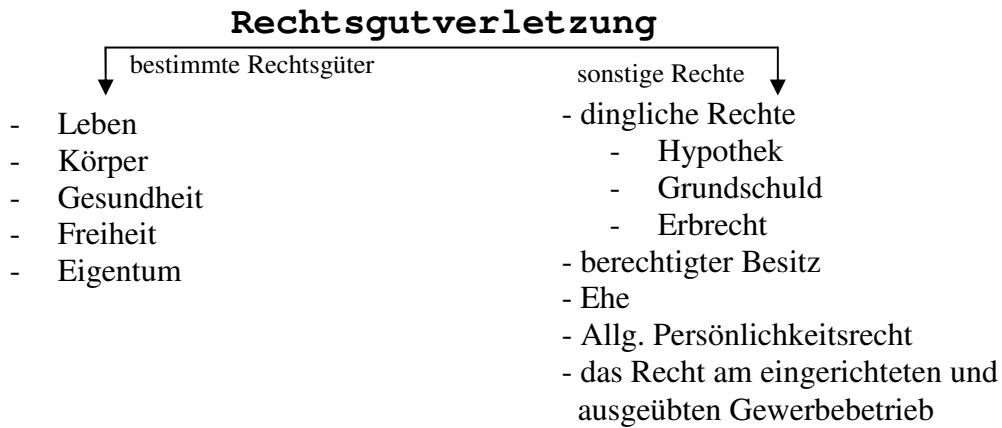 Rechtsgutverletzung
bestimmte Rechtsgüter
- Leben
- Körper
- Gesundheit
- Freiheit
- Eigentum
sonstige Rechte
- dingliche Rechte
- Hypothek
- Grundschuld
- Erbrecht
- berechtigter Besitz
- Ehe
- Allg. Persönlichkeitsrecht
- das Recht am eingerichteten und
ausgeübten Gewerbebetrieb